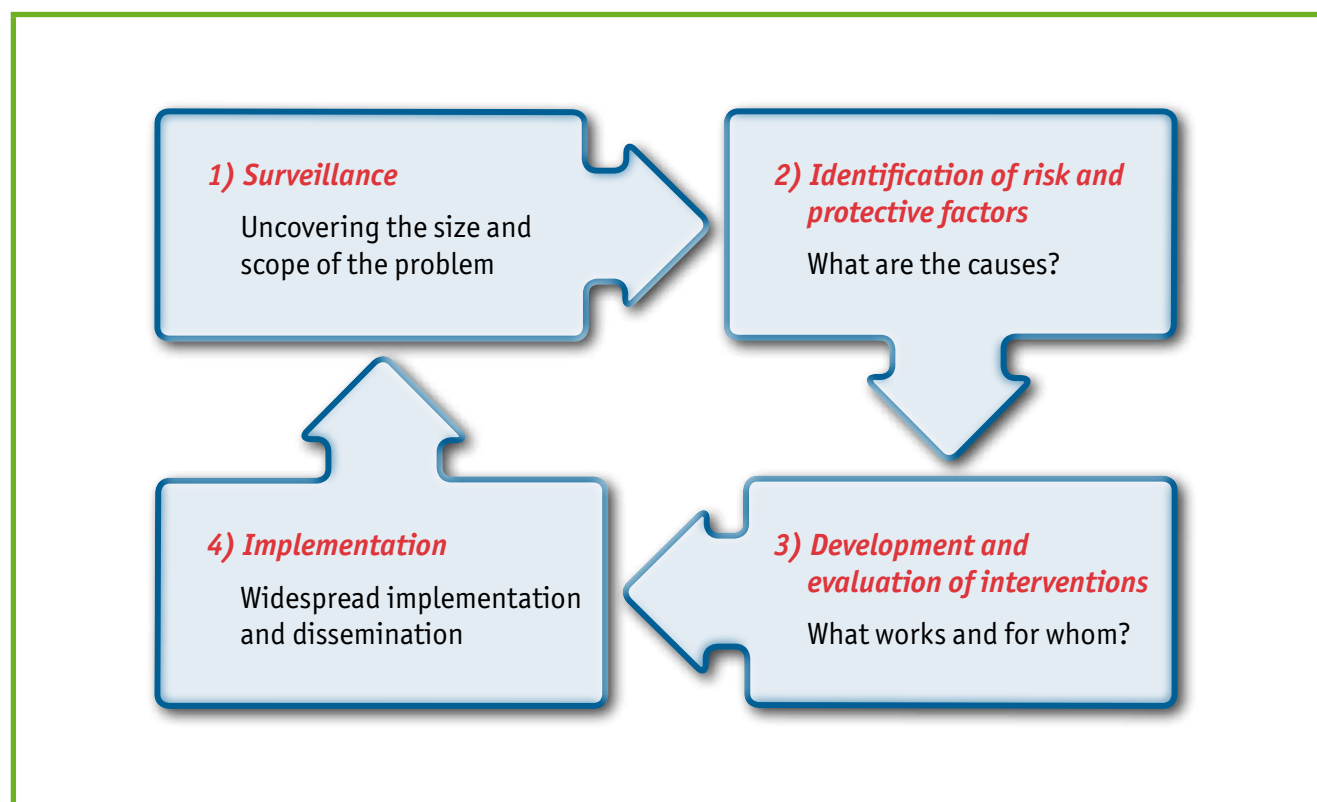 1) Surveillance
Uncovering the size and
scope of the problem
2) Identification of risk and
protective factors
What are the causes?
3) Development and
evaluation of interventions
What works and for whom?
4) Implementation
Widespread implementation
and dissemination